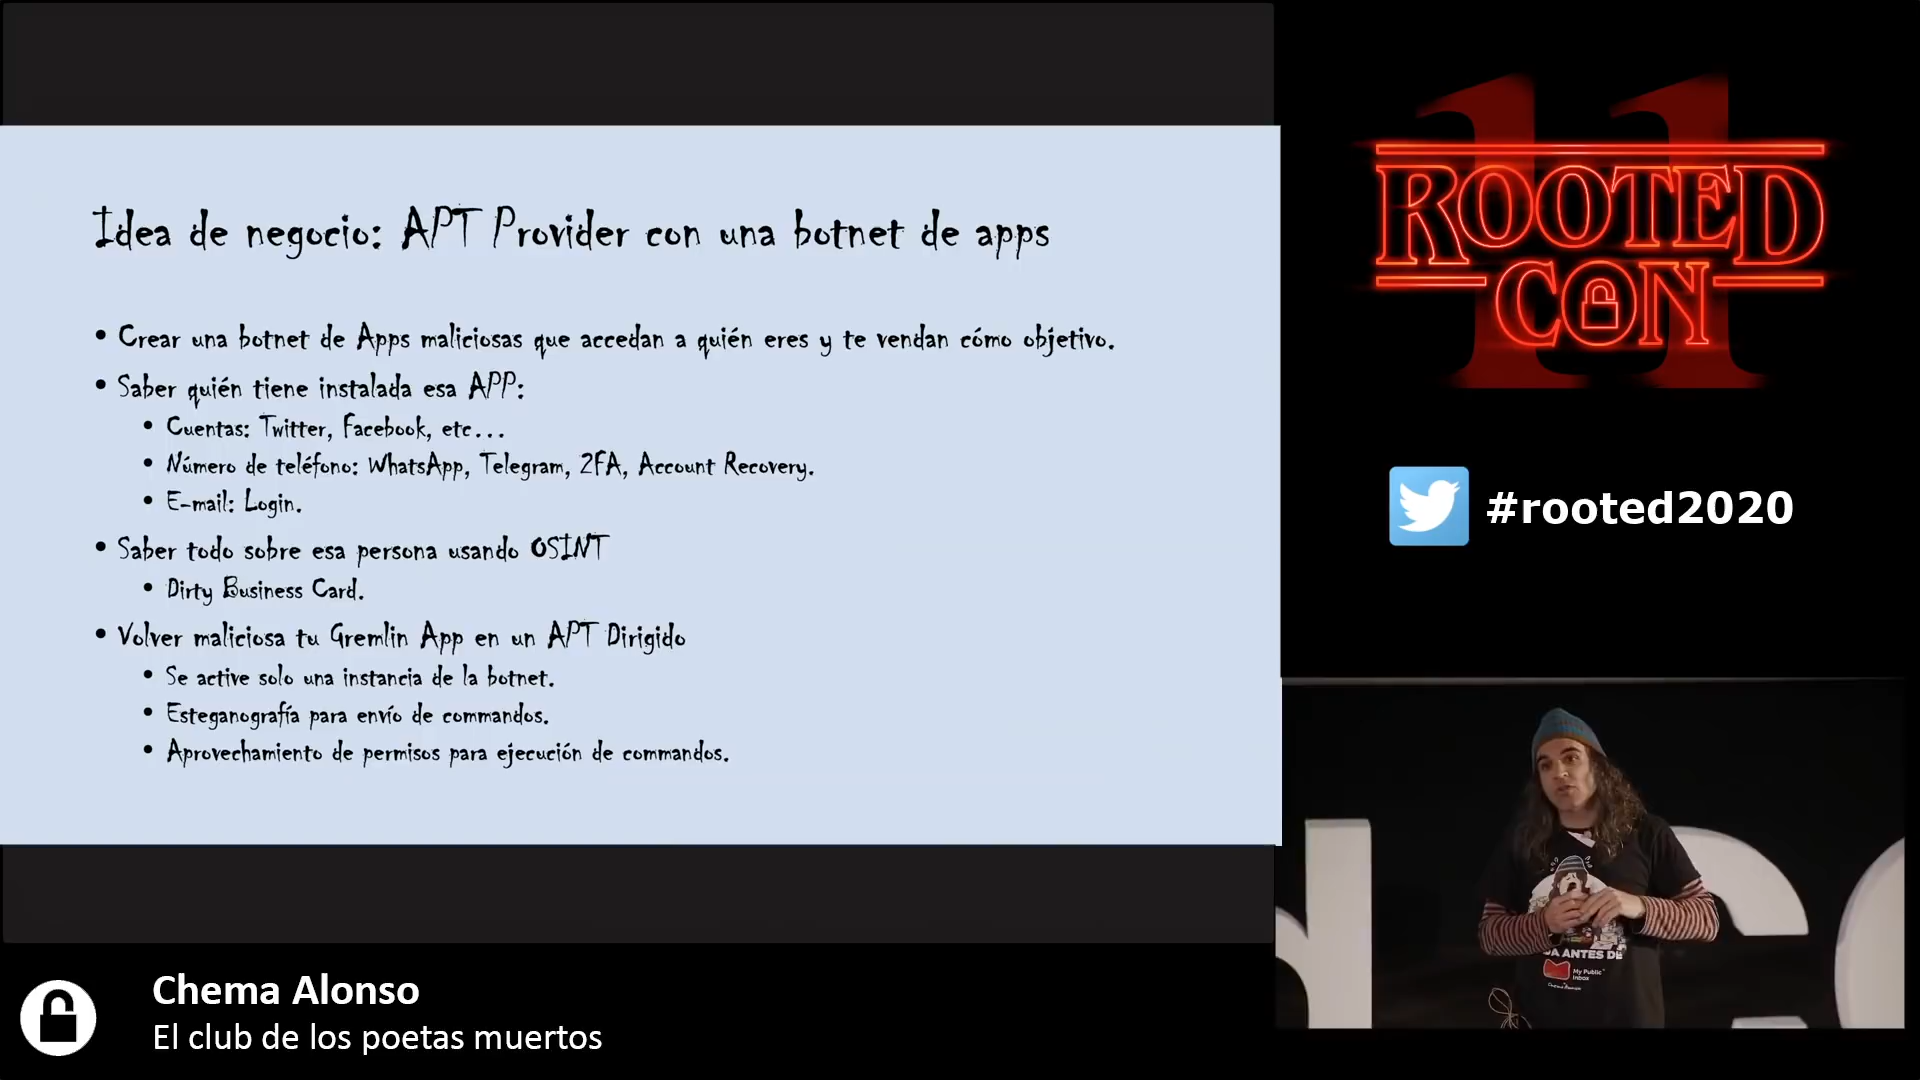 Idea de negocio: APT Provider con una botnet de apps
• Crear una botnet de Apps maliciosas que accedan a quién eres y te vendan cómo objetivo.
• Saber quién tiene instalada esa APP:
• Cuentas: Twitter, Facebook, etc...
• Número de teléfono: WhatsApp, Telegram, 2FA, Account Recovery.
• E-mail: Login.
• Saber todo sobre esa persona usando OSINT
• Dirty Business Card.
• Volver maliciosa tu Gremlin App en un APT Dirigido
• Se active solo una instancia de la botnet.
• Esteganografía para envío de commandos.
• Aprovechamiento de permisos para ejecución de commandos.
11
ROOTED
CON
#rooted2020
ANTES DE
My Public
Inbox
Chema Alonso
El club de los poetas muertos